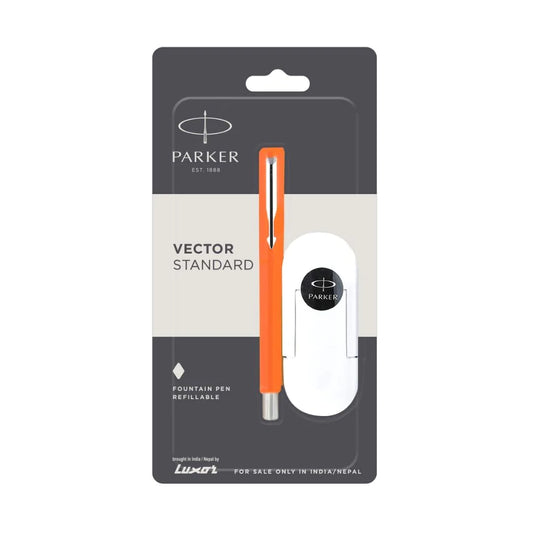 PARKER
EST. 1888
VECTOR
STANDARD
PARKER
FOUNTAIN PEN
REFILLABLE
brought in India / Nepal by
Luxor
FOR SALE ONLY IN INDIA/NEPAL